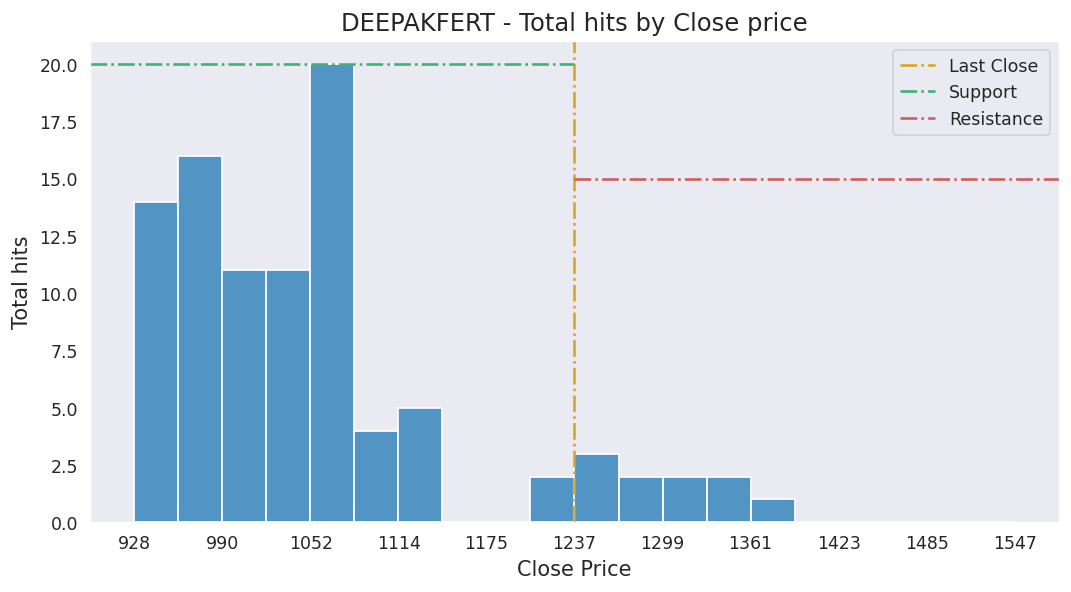 DEEPAKFERT - Total hits by Close price
Last Close
Support
Resistance
Total hits
20.0
17.5
15.0
12.5
10.0
7.5
5.0
2.5
0.0
928 990 1052 1114 1175 1237 1299 1361 1423 1485 1547
Close Price